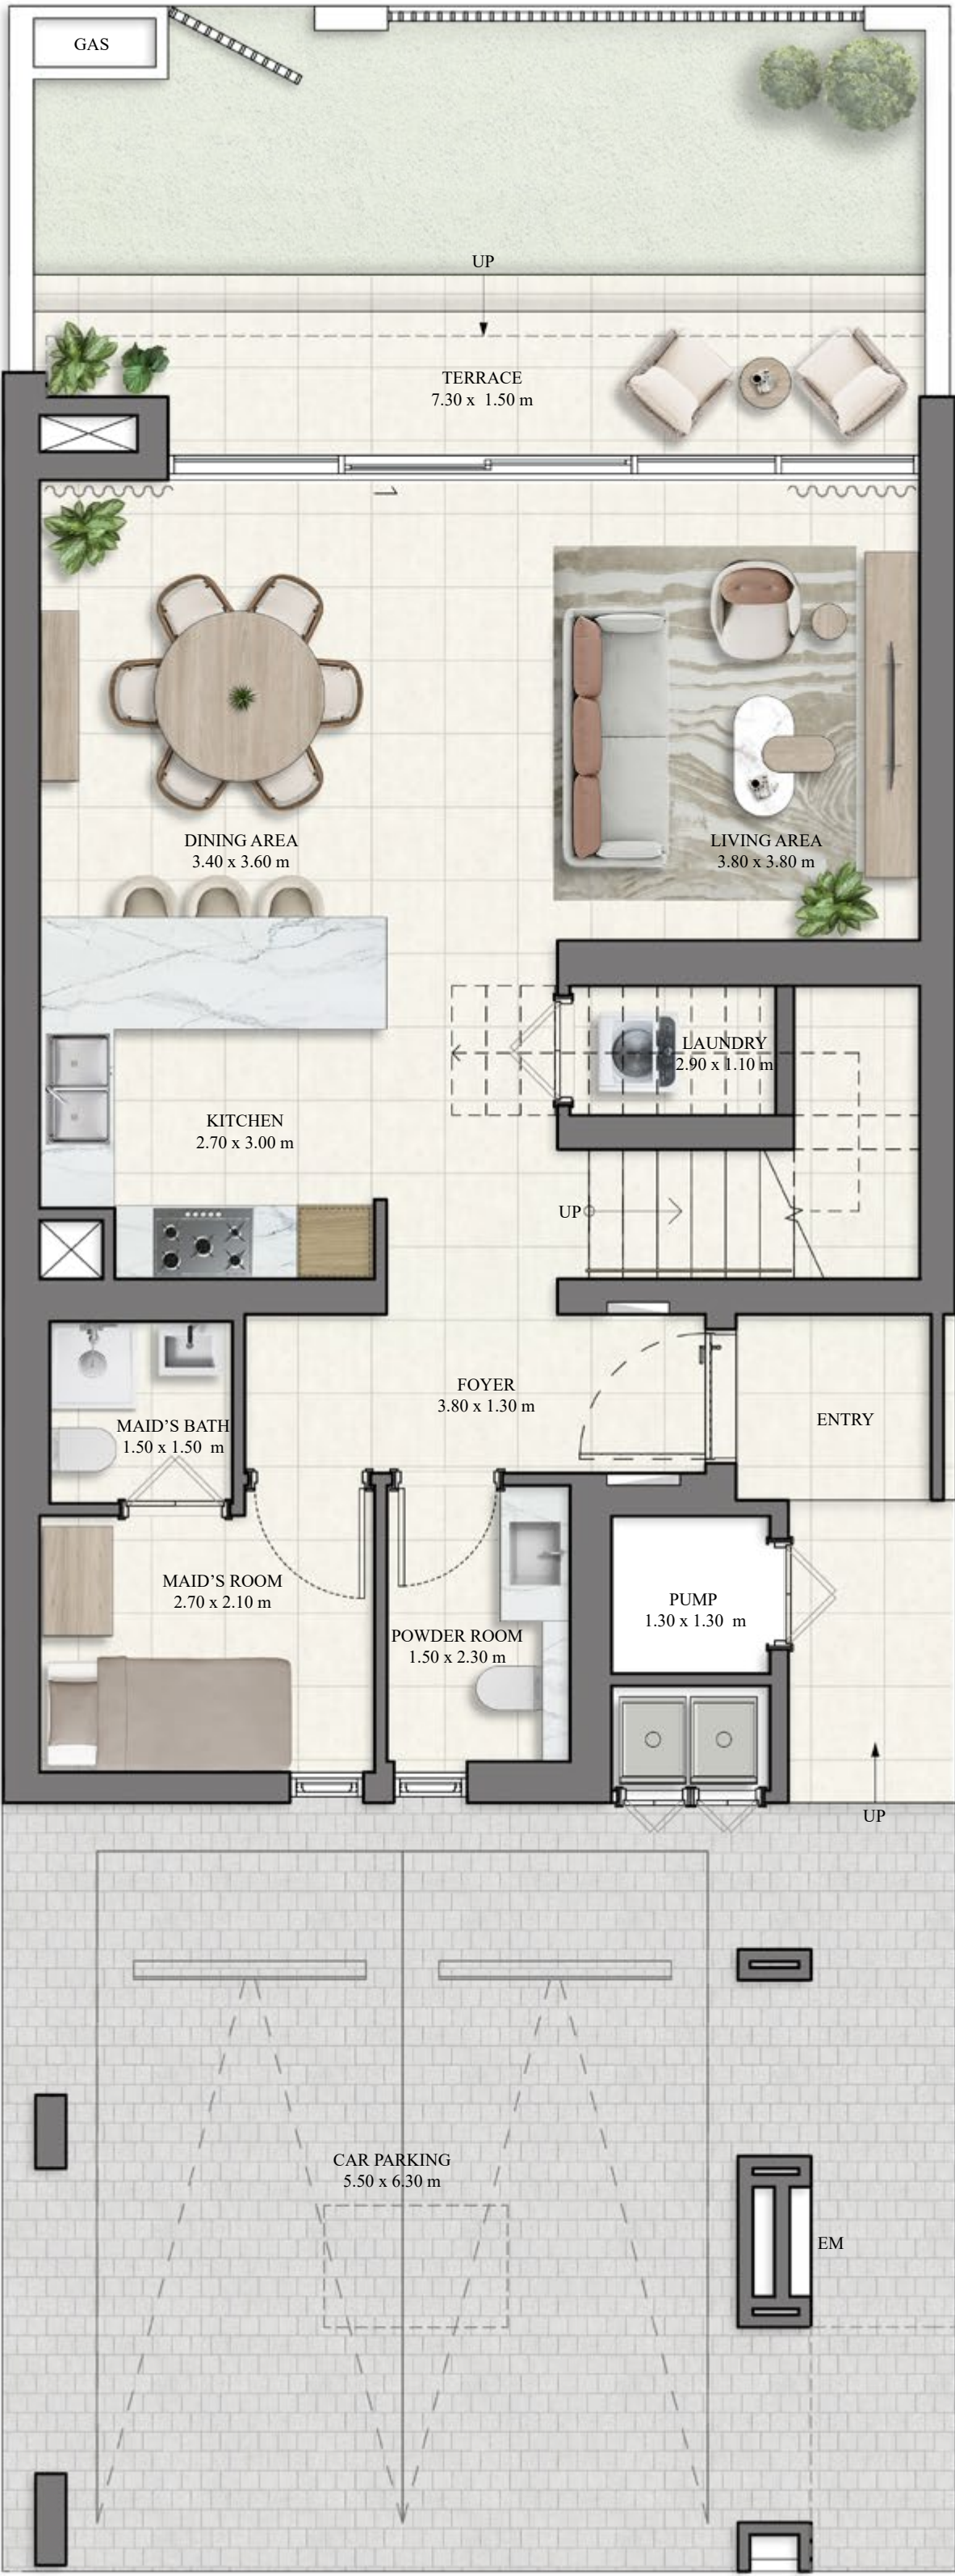 GAS
UP
TERRACE
7.30 x 1.50 m
DINING AREA
3.40 x 3.60 m
LIVING AREA
3.80 x 3.80 m
LAUNDRY
2.90 x 1.10 m
KITCHEN
2.70 x 3.00 m
UP
FOYER
3.80 x 1.30 m
ENTRY
MAID'S BATH
1.50 x 1.50 m
MAID'S ROOM
2.70 x 2.10 m
PUMP
1.30 x 1.30 m
POWDER ROOM
1.50 x 2.30 m
UP
CAR PARKING
5.50 x 6.30 m
EM